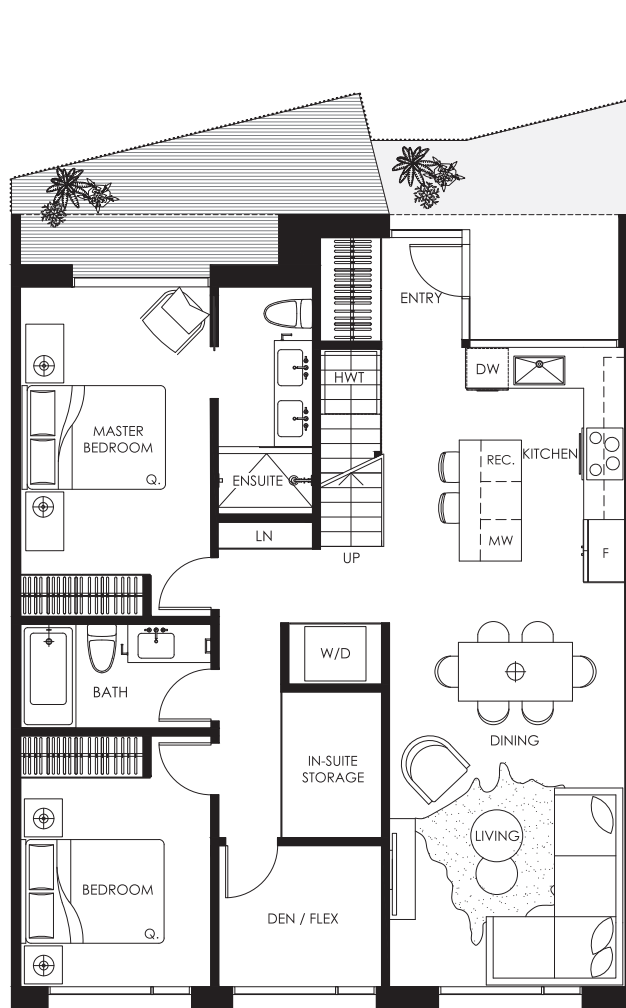 ENTRY
HWT
DW
MASTER
BEDROOM
KITCHEN
REC.
Q.
ENSUITE
LN
MW
F
UP
W/D
BATH
DINING
IN-SUITE
STORAGE
LIVING
BEDROOM
DEN / FLEX
Q.